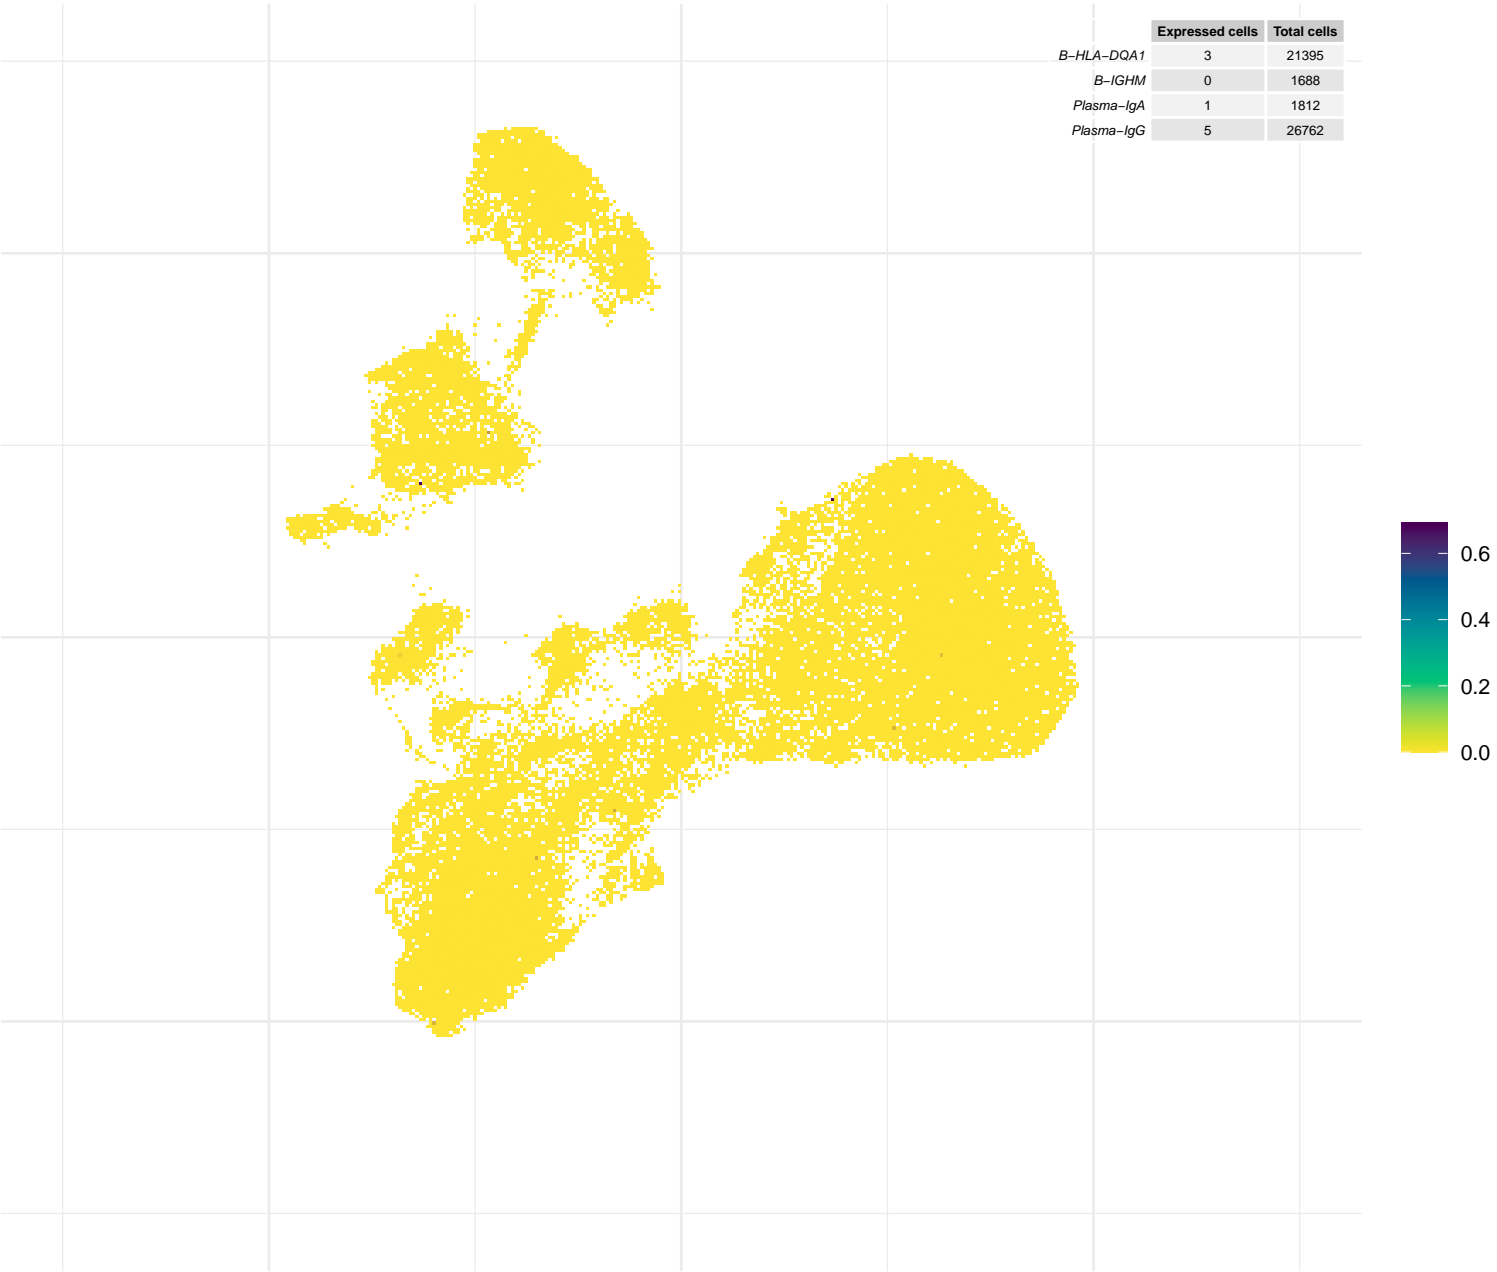 Expressed cells Total cells
B−HLA−DQA1 3 21395
B−IGHM 0 1688
Plasma−IgA 1 1812
Plasma−IgG 5 26762
0.6
0.4
0.2
0.0